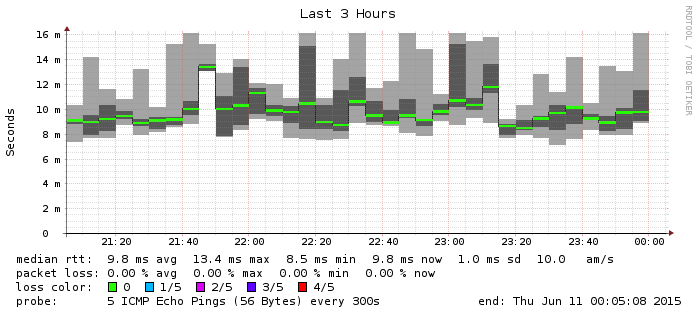 Last 3 Hours
RRDTOOL / TOBI OETIKER
Seconds
16 m
14 m
12 m
10 m
8 m
6 m
4 m
2 m
0
21:20 21:40 22:00 22:20 22:40 23:00 23:20 23:40 00:00
median rtt: 9.8 ms avg 13.4 ms max 8.5 ms min 9.8 ms now 1.0 ms sd 10.0 am/s
packet loss: 0.00 % avg 0.00 % max 0.00 % min 0.00 % now
loss color: 0 1/5 2/5 3/5 4/5
probe: 5 ICMP Echo Pings (56 Bytes) every 300s end: Thu Jun 11 00:05:08 2015